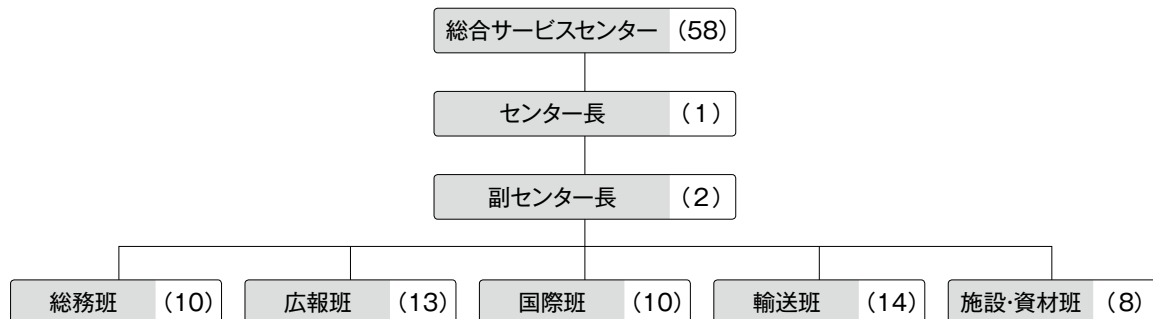 総合サービスセンター (58)
センター長 (1)
副センター長 (2)
総務班 (10) 広報班 (13) 国際班 (10) 輸送班 (14) 施設・資材班 (8)